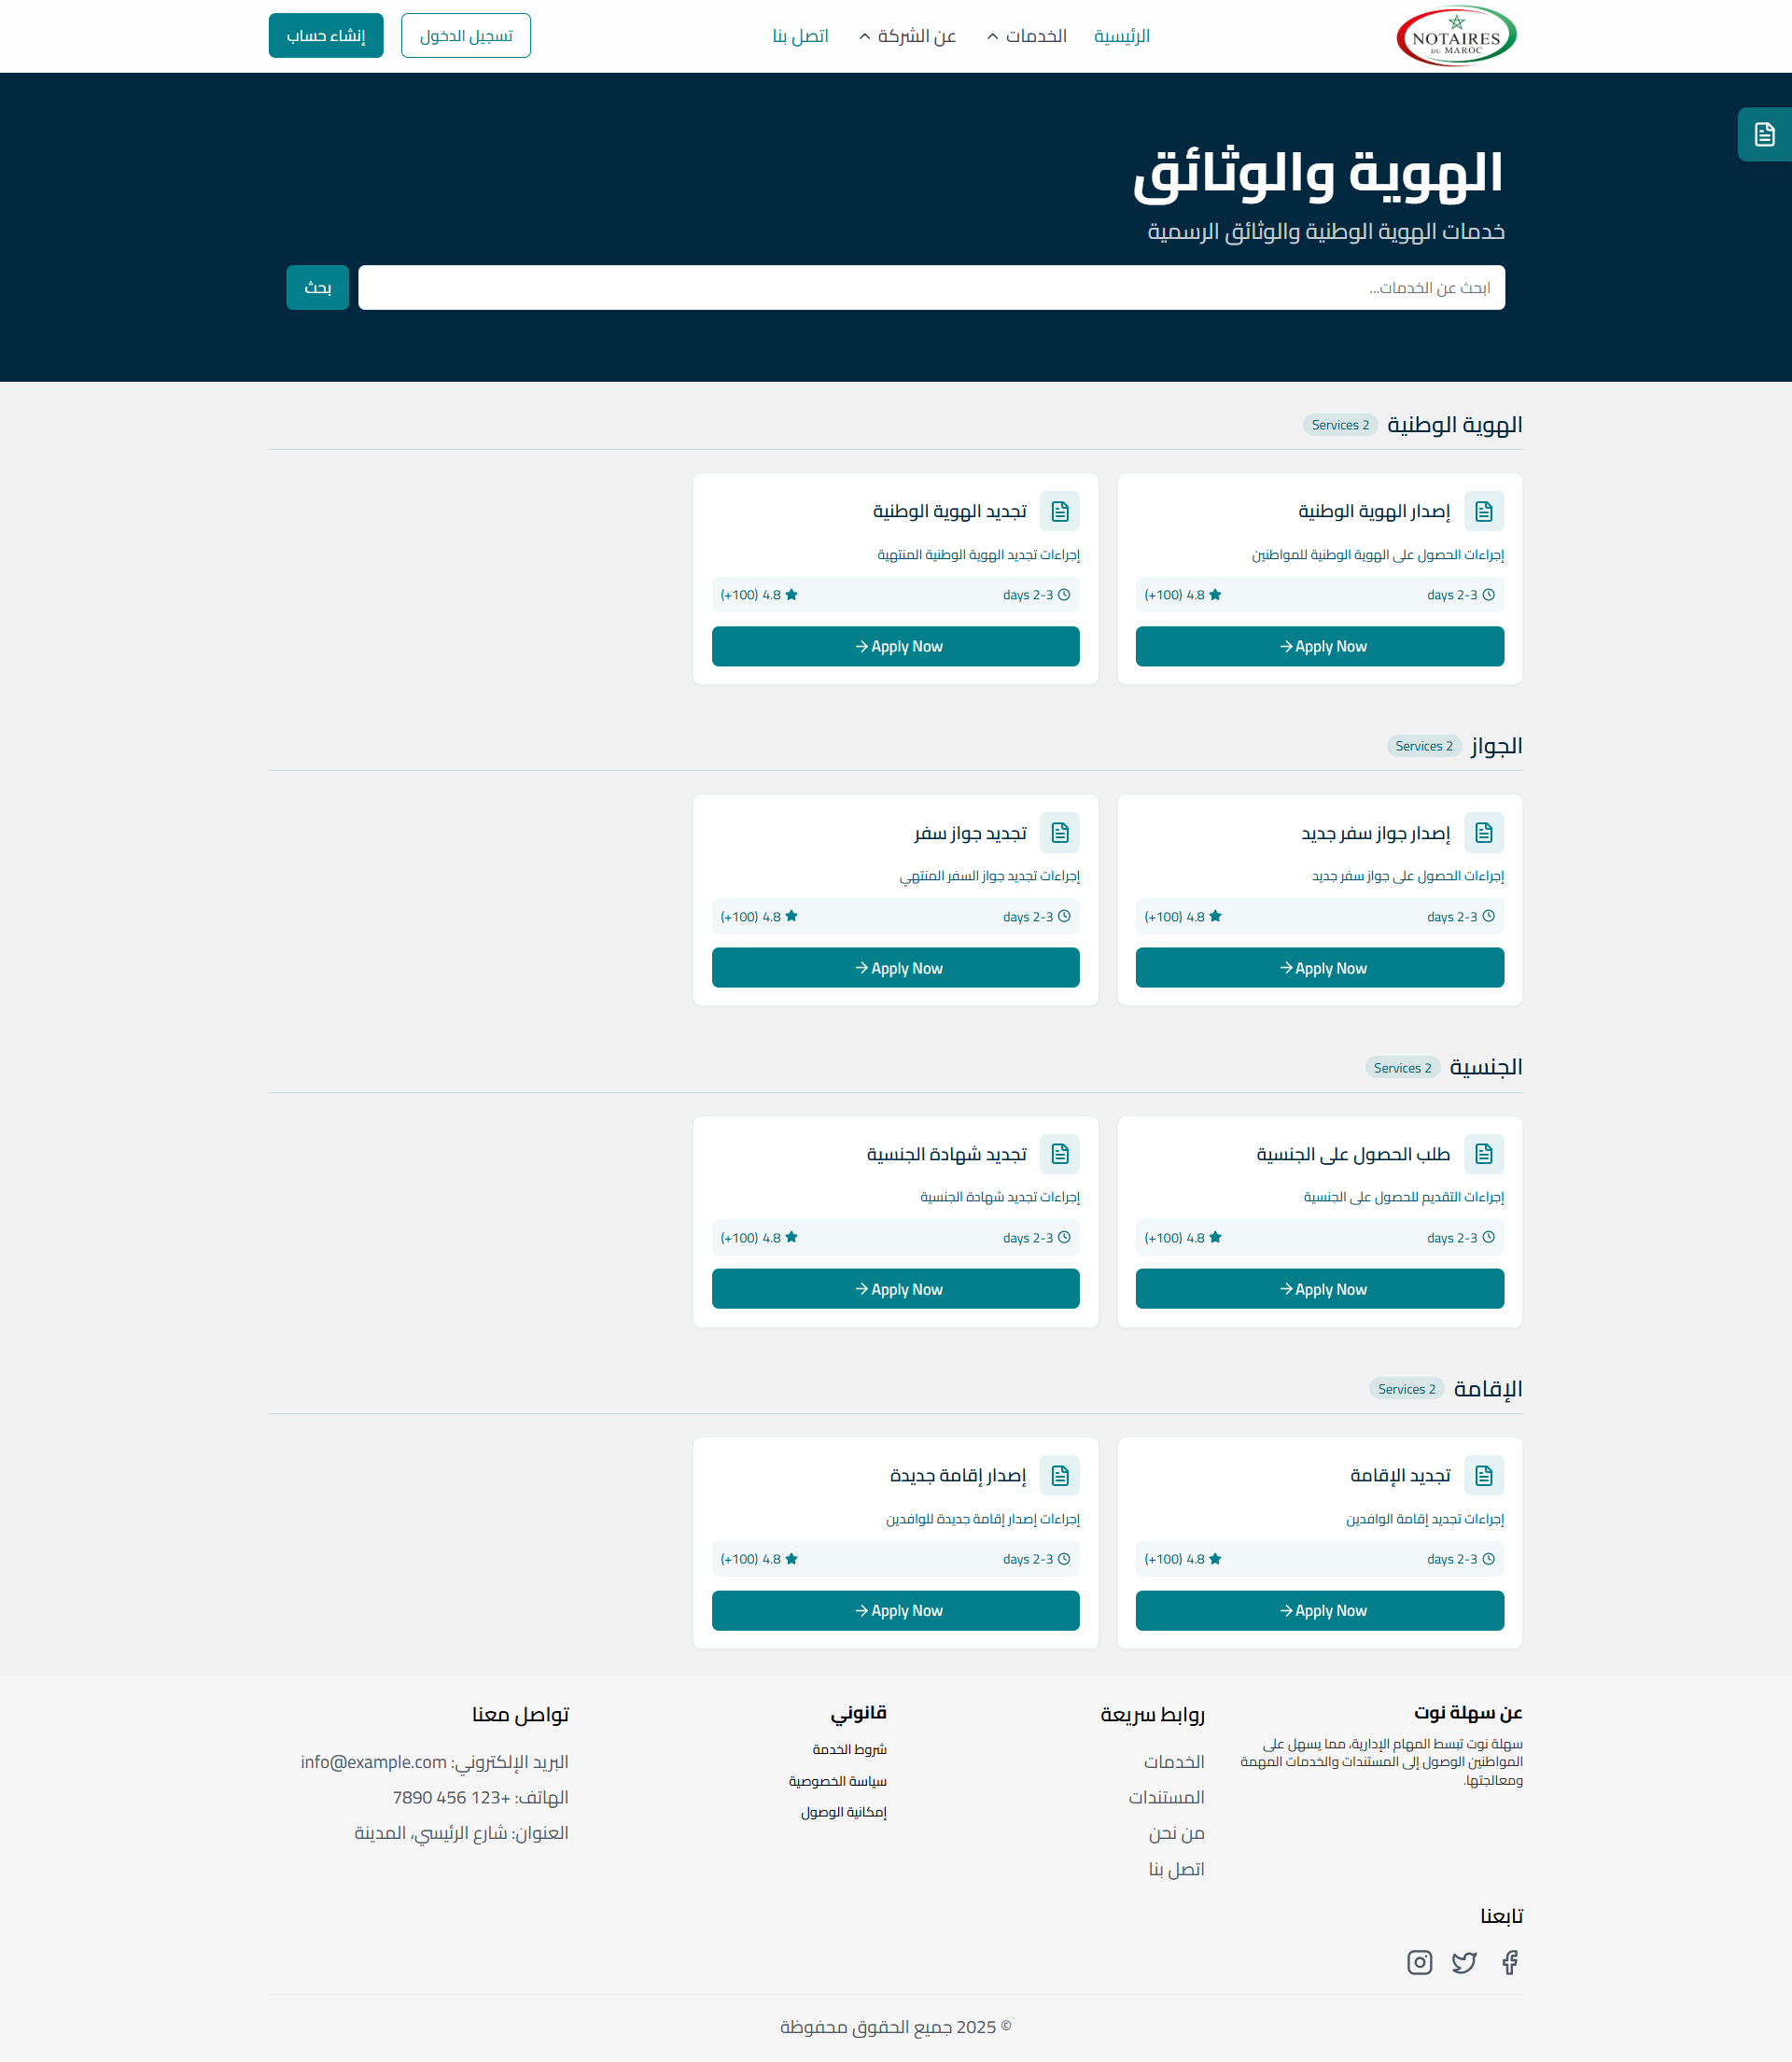 NOTAIRES
DU MAROC
الرئيسية
الخدمات
عن الشركة
اتصل بنا
تسجيل الدخول
إنشاء حساب
الهوية والوثائق
خدمات الهوية الوطنية والوثائق الرسمية
ابحث عن الخدمات...
بحث
الهوية الوطنية
2 Services
إصدار الهوية الوطنية
إجراءات الحصول على الهوية الوطنية للمواطنين
2-3 days
4.8 (100+)
Apply Now
تجديد الهوية الوطنية
إجراءات تجديد الهوية الوطنية المنتهية
2-3 days
4.8 (100+)
Apply Now
الجواز
2 Services
إصدار جواز سفر جديد
إجراءات الحصول على جواز سفر جديد
2-3 days
4.8 (100+)
Apply Now
تجديد جواز سفر
إجراءات تجديد جواز السفر المنتهي
2-3 days
4.8 (100+)
Apply Now
الجنسية
2 Services
طلب الحصول على الجنسية
إجراءات التقديم للحصول على الجنسية
2-3 days
4.8 (100+)
Apply Now
تجديد شهادة الجنسية
إجراءات تجديد شهادة الجنسية
2-3 days
4.8 (100+)
Apply Now
الإقامة
2 Services
تجديد الإقامة
إجراءات تجديد إقامة الوافدين
2-3 days
4.8 (100+)
Apply Now
إصدار إقامة جديدة
إجراءات إصدار إقامة جديدة للوافدين
2-3 days
4.8 (100+)
Apply Now
عن سهلة نوت
سهلة نوت تبسط المهام الإدارية، مما يسهل على
المواطنين الوصول إلى المستندات والخدمات المهمة
ومعالجتها.
روابط سريعة
الخدمات
المستندات
من نحن
اتصل بنا
قانوني
شروط الخدمة
سياسة الخصوصية
إمكانية الوصول
تواصل معنا
البريد الإلكتروني: info@example.com
الهاتف: +123 456 7890
العنوان: شارع الرئيسي، المدينة
تابعنا
© 2025 جميع الحقوق محفوظة